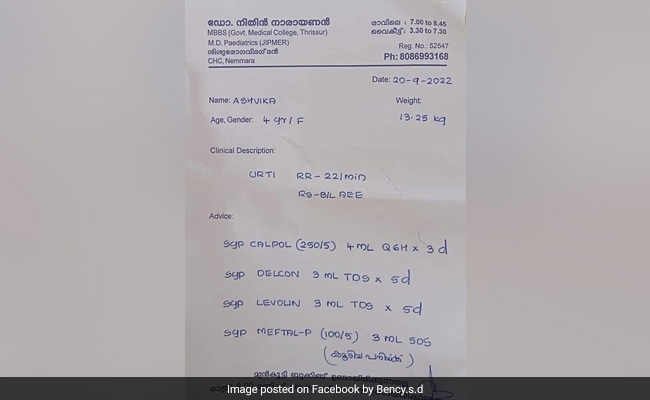 ഡോ. നിതിൻ നാരായണൻ
MBBS (Govt. Medical College, Thrissur)
M.D. Paediatrics (JIPMER)
ശിശുരോഗവിദഗ്ദൻ
CHC, Nemmara
രാവിലെ : 7.00 to 8.45
വൈകീട്ട്: 3.30 to 7.30
Reg. No.: 52547
Ph: 8086993168
Date: 20-9-2022
Name: ASHVIKA
Weight:
Age, Gender: 4 yr / F
13.25 kg
Clinical Description:
URTI RR - 22/min
RS - B/L AEE
Advice:
Syp CALPOL (250/5) 4 ML Q6H x 3 d
Syp DELCON 3 ML TDS x 5d
Syp LEVOLIN 3 ML TDS x 5d
Syp MEFTAL-P (100/5) 3 ML SOS
(കൂടിയ പനിക്ക്)
മുൻകൂട്ടി ബുക്കിങ്ങ്
Image posted on Facebook by Bency.s.d